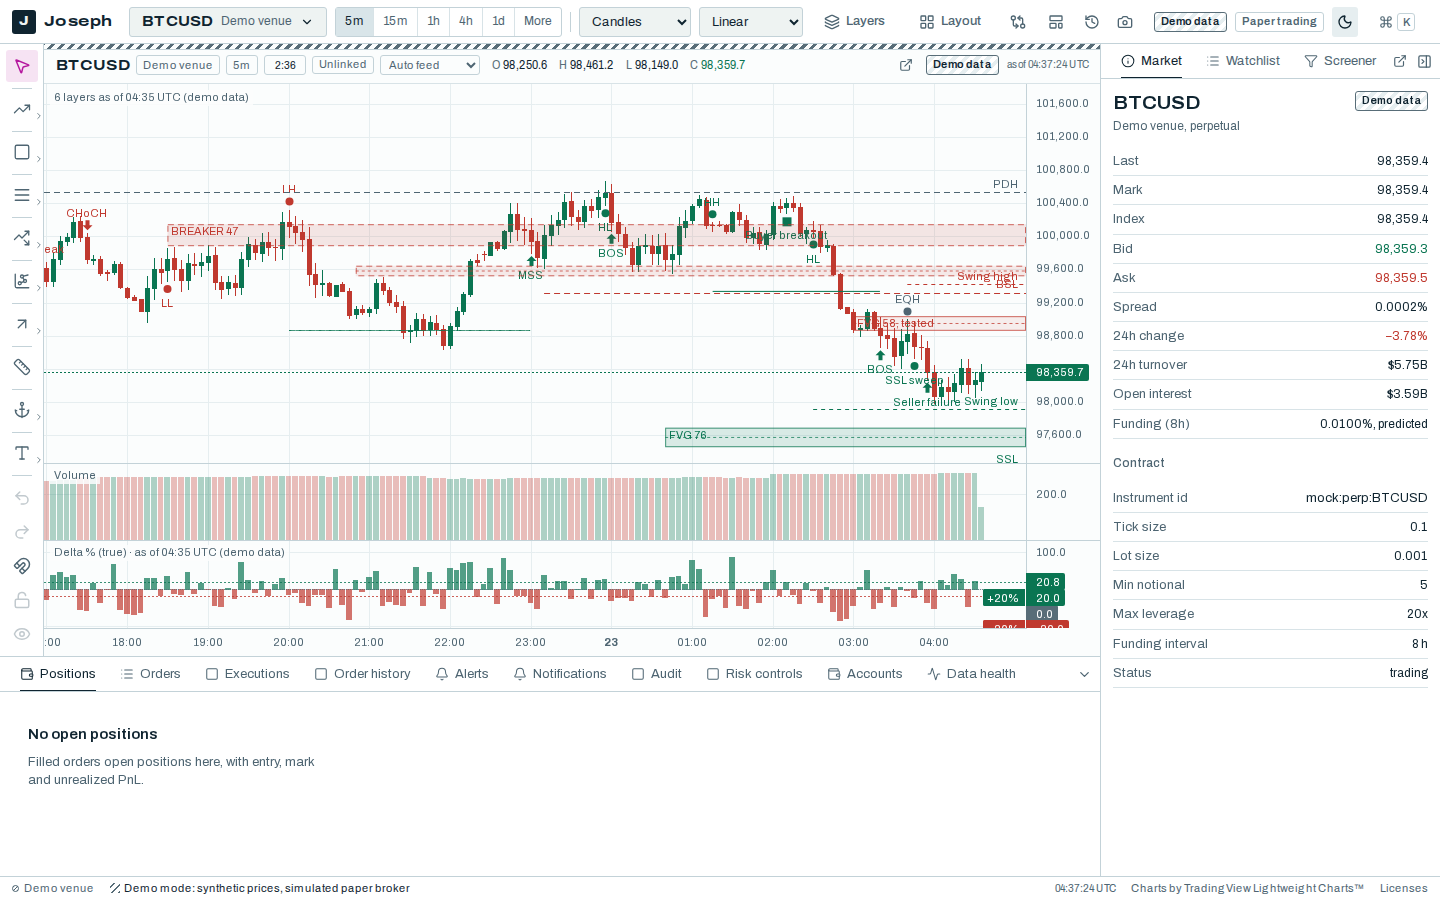 J Joseph BTCUSD Demo venue 5m 15m 1h 4h 1d More Candles Linear Layers Layout Demo data Paper trading ⌘ K
BTCUSD Demo venue 5m 2:36 Unlinked Auto feed O 98,250.6 H 98,461.2 L 98,149.0 C 98,359.7 Demo data as of 04:37:24 UTC
6 layers as of 04:35 UTC (demo data)
101,600.0
101,200.0
100,800.0
PDH
LH
100,400.0
CHoCH
HH
BREAKER 47
HL
100,000.0
BOS
HL
MSS
99,600.0
Swing high
BSL
LL
EQH
99,200.0
FVG 58, tested
98,800.0
BOS
98,359.7
SSL sweep
Seller failure Swing low
98,000.0
FVG 76
97,600.0
SSL
Volume
200.0
Delta % (true) · as of 04:35 UTC (demo data)
100.0
20.8
+20% 20.0
0.0
:00 18:00 19:00 20:00 21:00 22:00 23:00 23 01:00 02:00 03:00 04:00
Positions Orders Executions Order history Alerts Notifications Audit Risk controls Accounts Data health
No open positions
Filled orders open positions here, with entry, mark
and unrealized PnL.
Market Watchlist Screener
BTCUSD Demo data
Demo venue, perpetual
Last 98,359.4
Mark 98,359.4
Index 98,359.4
Bid 98,359.3
Ask 98,359.5
Spread 0.0002%
24h change −3.78%
24h turnover $5.75B
Open interest $3.59B
Funding (8h) 0.0100%, predicted
Contract
Instrument id mock:perp:BTCUSD
Tick size 0.1
Lot size 0.001
Min notional 5
Max leverage 20x
Funding interval 8 h
Status trading
Demo venue Demo mode: synthetic prices, simulated paper broker 04:37:24 UTC Charts by TradingView Lightweight Charts™ Licenses